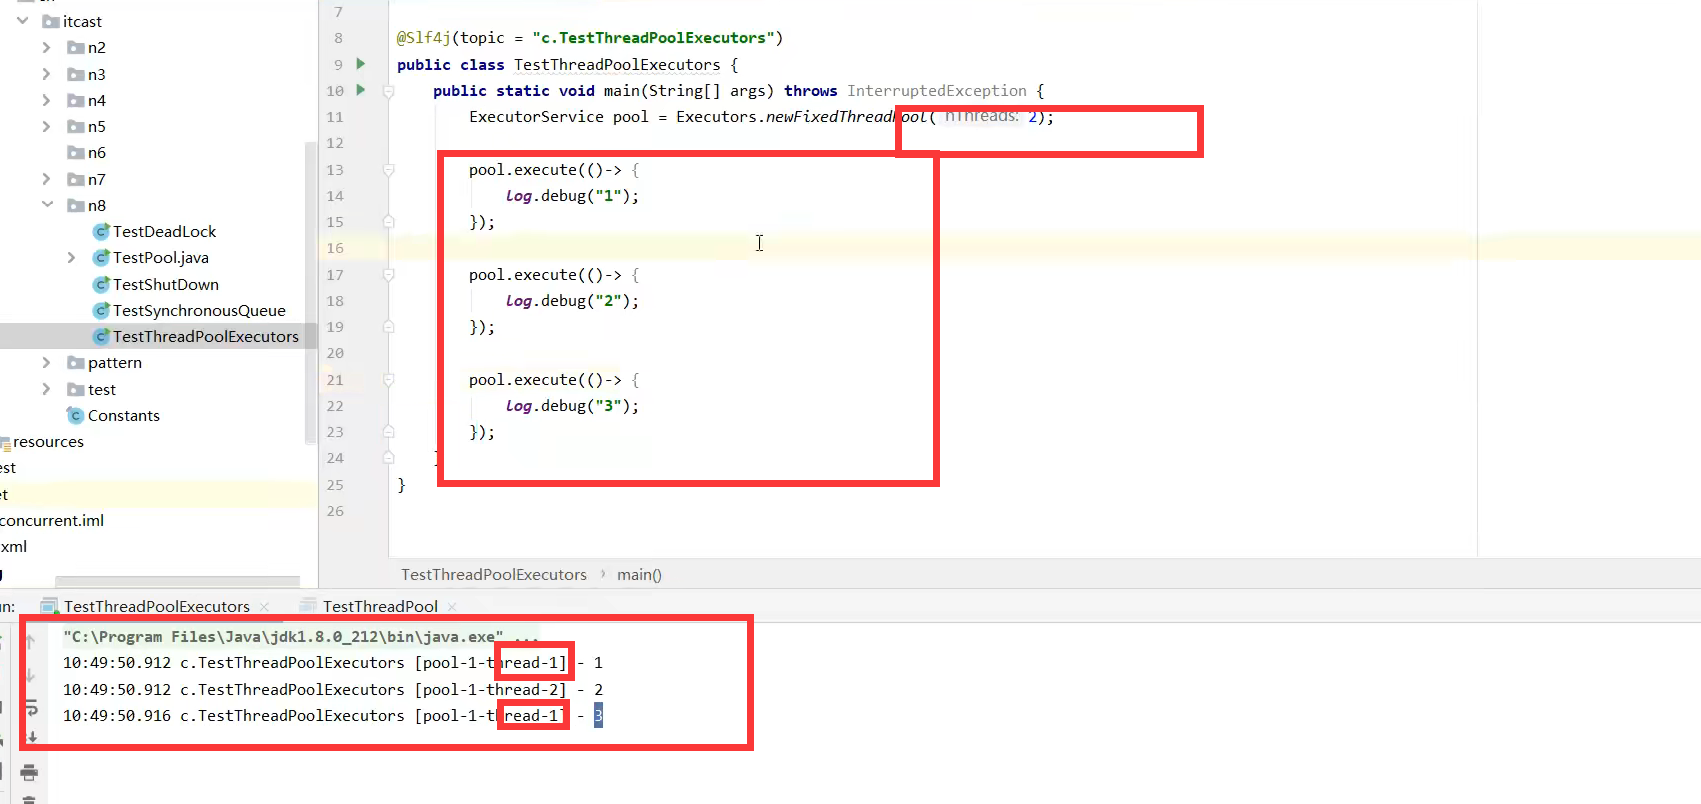 itcast
n2
n3
n4
n5
n6
n7
n8
TestDeadLock
TestPool.java
TestShutDown
TestSynchronousQueue
TestThreadPoolExecutors
pattern
test
Constants
resources
est
et
concurrent.iml
xml
7
8 @Slf4j(topic = "c.TestThreadPoolExecutors")
9 public class TestThreadPoolExecutors {
10 public static void main(String[] args) throws InterruptedException {
11 ExecutorService pool = Executors.newFixedThreadPool( nThreads: 2);
12
13 pool.execute(()-> {
14 log.debug("1");
15 });
16
17 pool.execute(()-> {
18 log.debug("2");
19 });
20
21 pool.execute(()-> {
22 log.debug("3");
23 });
24
25 }
26
TestThreadPoolExecutors › main()
un: TestThreadPoolExecutors × TestThreadPool ×
"C:\Program Files\Java\jdk1.8.0_212\bin\java.exe" ...
10:49:50.912 c.TestThreadPoolExecutors [pool-1-thread-1] - 1
10:49:50.912 c.TestThreadPoolExecutors [pool-1-thread-2] - 2
10:49:50.916 c.TestThreadPoolExecutors [pool-1-thread-1] - 3